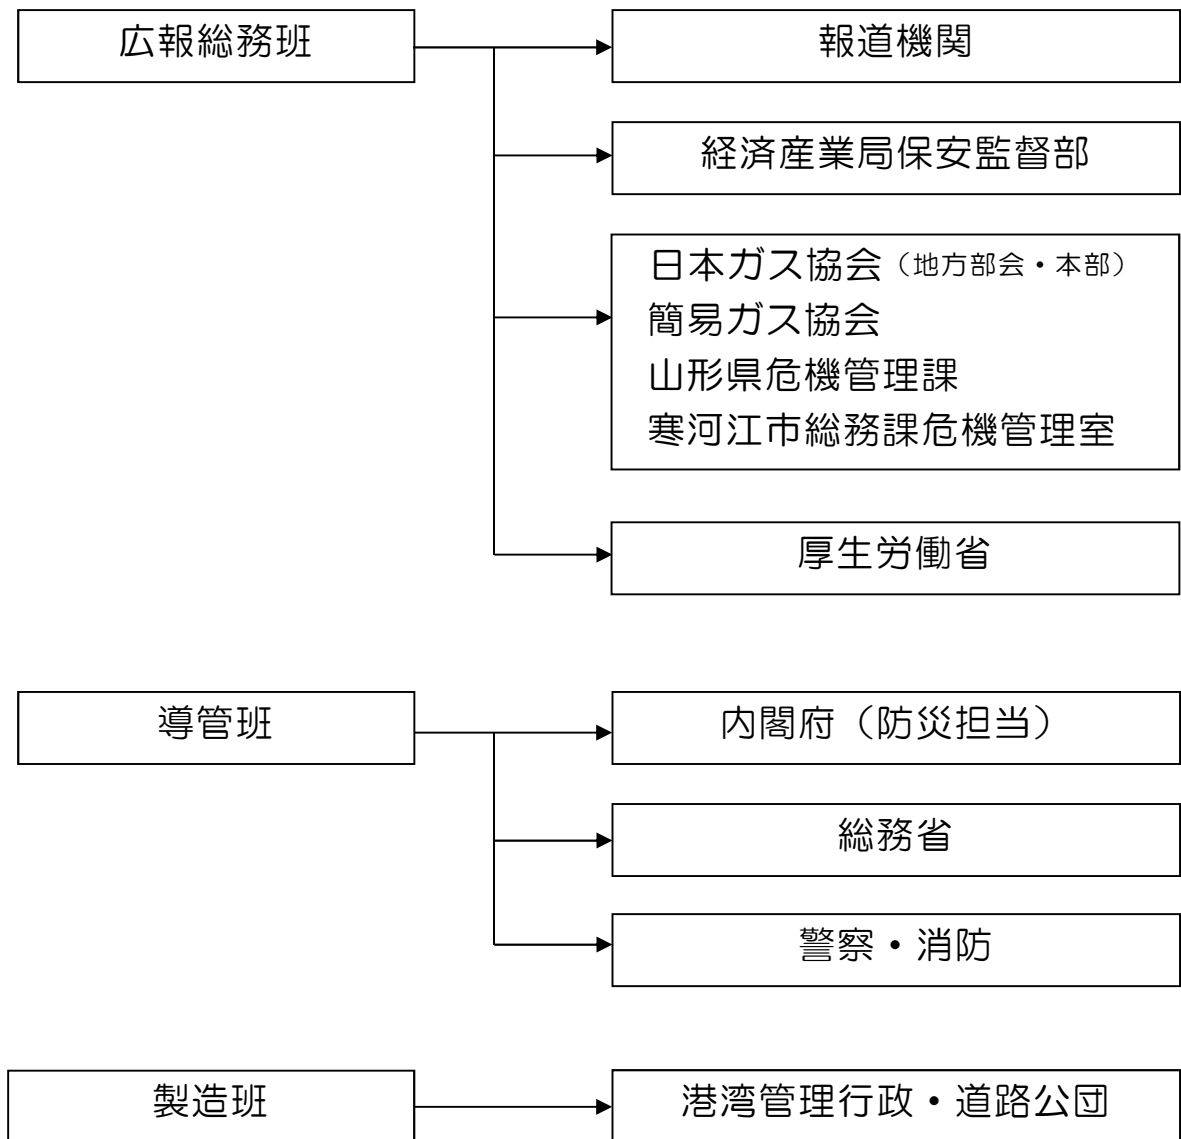 広報総務班
報道機関
経済産業局保安監督部
日本ガス協会（地方部会・本部）
簡易ガス協会
山形県危機管理課
寒河江市総務課危機管理室
厚生労働省
導管班
内閣府（防災担当）
総務省
警察・消防
製造班
港湾管理行政・道路公団